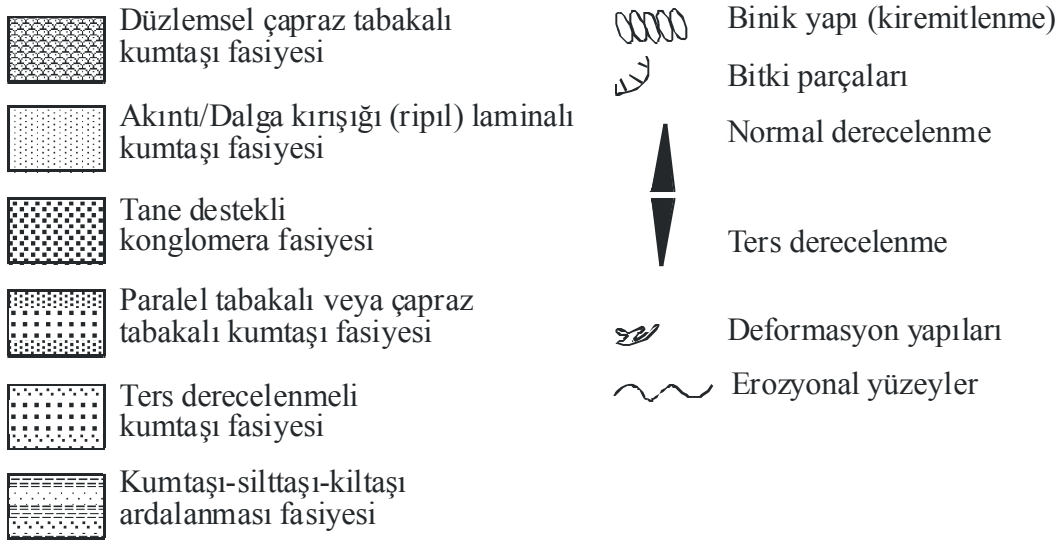 Düzlemsel çapraz tabakalı
kumtaşı fasiyesi
Akıntı/Dalga kırışığı (ripıl) laminalı
kumtaşı fasiyesi
Tane destekli
konglomera fasiyesi
Paralel tabakalı veya çapraz
tabakalı kumtaşı fasiyesi
Ters derecelenmeli
kumtaşı fasiyesi
Kumtaşı-silttaşı-kiltaşı
ardalanması fasiyesi
Binik yapı (kiremitlenme)
Bitki parçaları
Normal derecelenme
Ters derecelenme
Deformasyon yapıları
Erozyonal yüzeyler